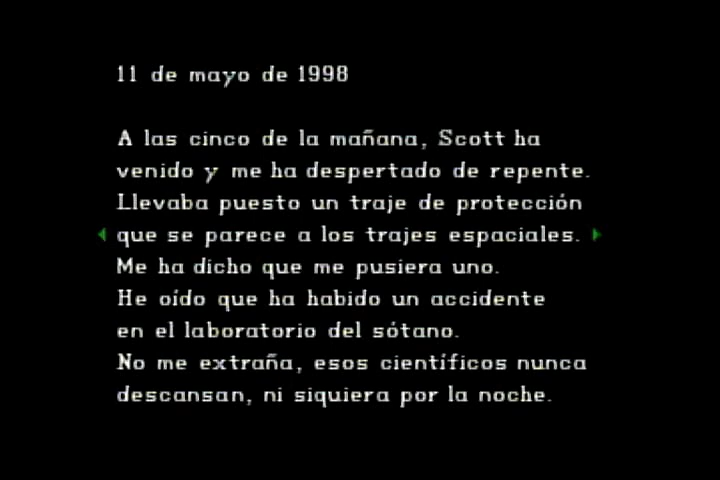 11 de mayo de 1998
A las cinco de la mañana, Scott ha
venido y me ha despertado de repente.
Llevaba puesto un traje de protección
que se parece a los trajes espaciales.
Me ha dicho que me pusiera uno.
He oído que ha habido un accidente
en el laboratorio del sótano.
No me extraña, esos científicos nunca
descansan, ni siquiera por la noche.